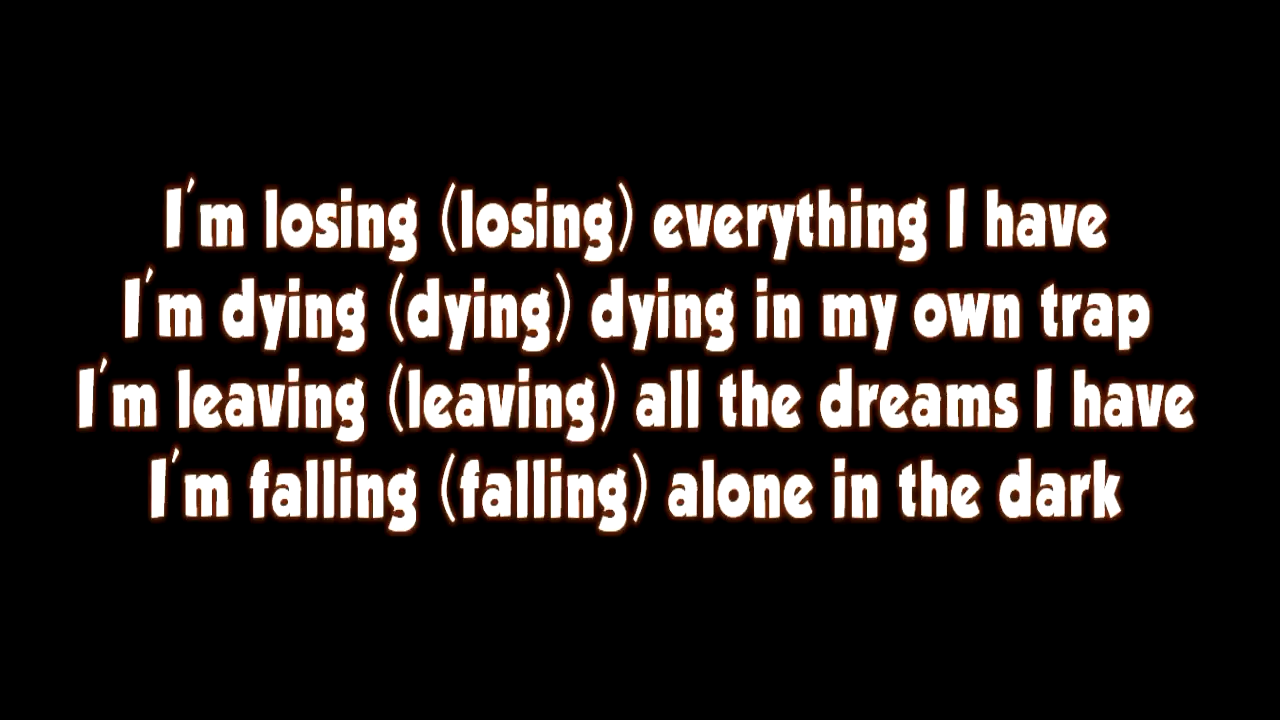 I'm losing (losing) everything I have
I'm dying (dying) dying in my own trap
I'm leaving (leaving) all the dreams I have
I'm falling (falling) alone in the dark